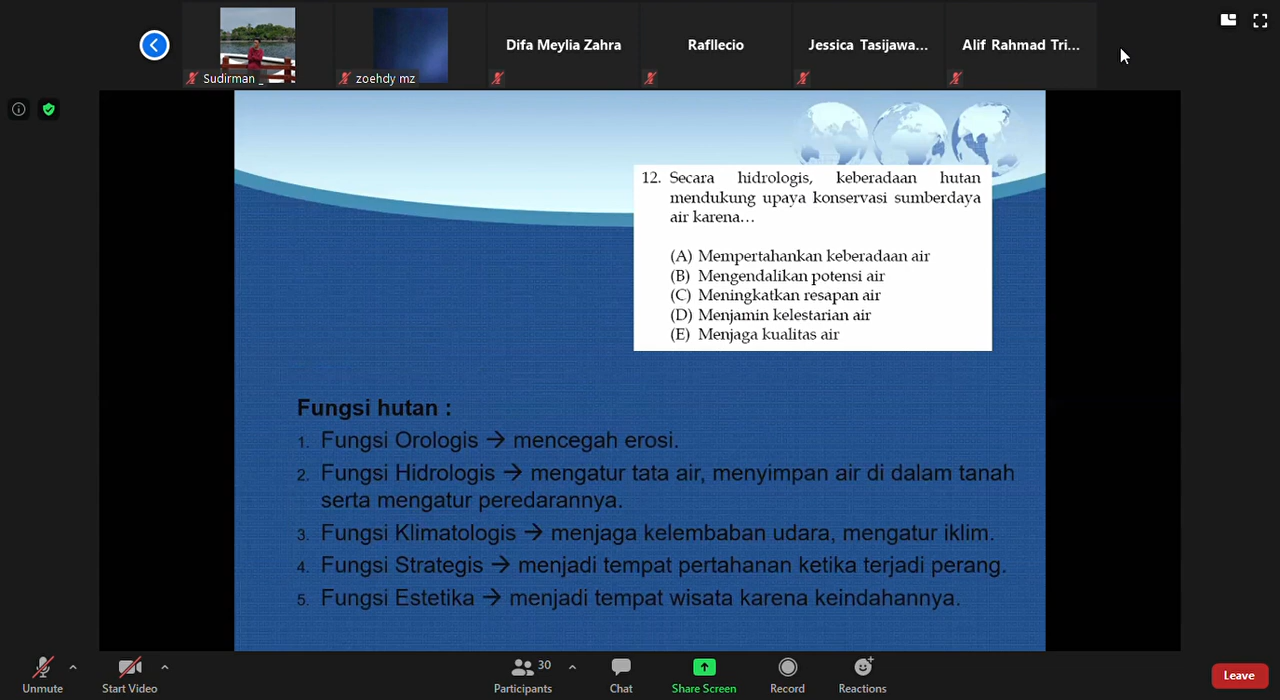 Sudirman _
zoehdy mz
Difa Meylia Zahra
Rafllecio
Jessica Tasijawa...
Alif Rahmad Tri...
12. Secara hidrologis, keberadaan hutan
mendukung upaya konservasi sumberdaya
air karena...
(A) Mempertahankan keberadaan air
(B) Mengendalikan potensi air
(C) Meningkatkan resapan air
(D) Menjamin kelestarian air
(E) Menjaga kualitas air
Fungsi hutan :
1. Fungsi Orologis → mencegah erosi.
2. Fungsi Hidrologis → mengatur tata air, menyimpan air di dalam tanah
serta mengatur peredarannya.
3. Fungsi Klimatologis → menjaga kelembaban udara, mengatur iklim.
4. Fungsi Strategis → menjadi tempat pertahanan ketika terjadi perang.
5. Fungsi Estetika → menjadi tempat wisata karena keindahannya.
Unmute
Start Video
30
Participants
Chat
Share Screen
Record
Reactions
Leave